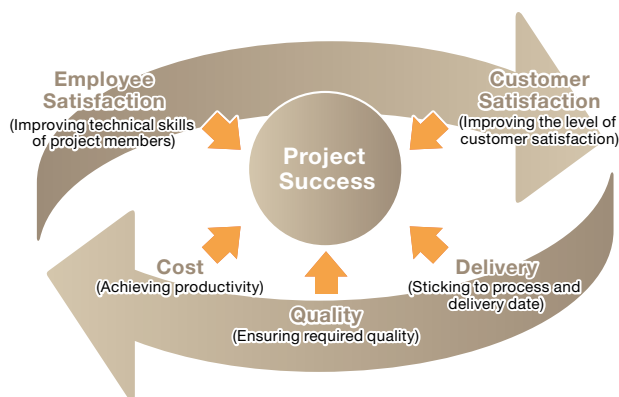 Employee
Satisfaction
(Improving technical skills
of project members)
Customer
Satisfaction
(Improving the level of
customer satisfaction)
Project
Success
Cost
(Achieving productivity)
Delivery
(Sticking to process and
delivery date)
Quality
(Ensuring required quality)